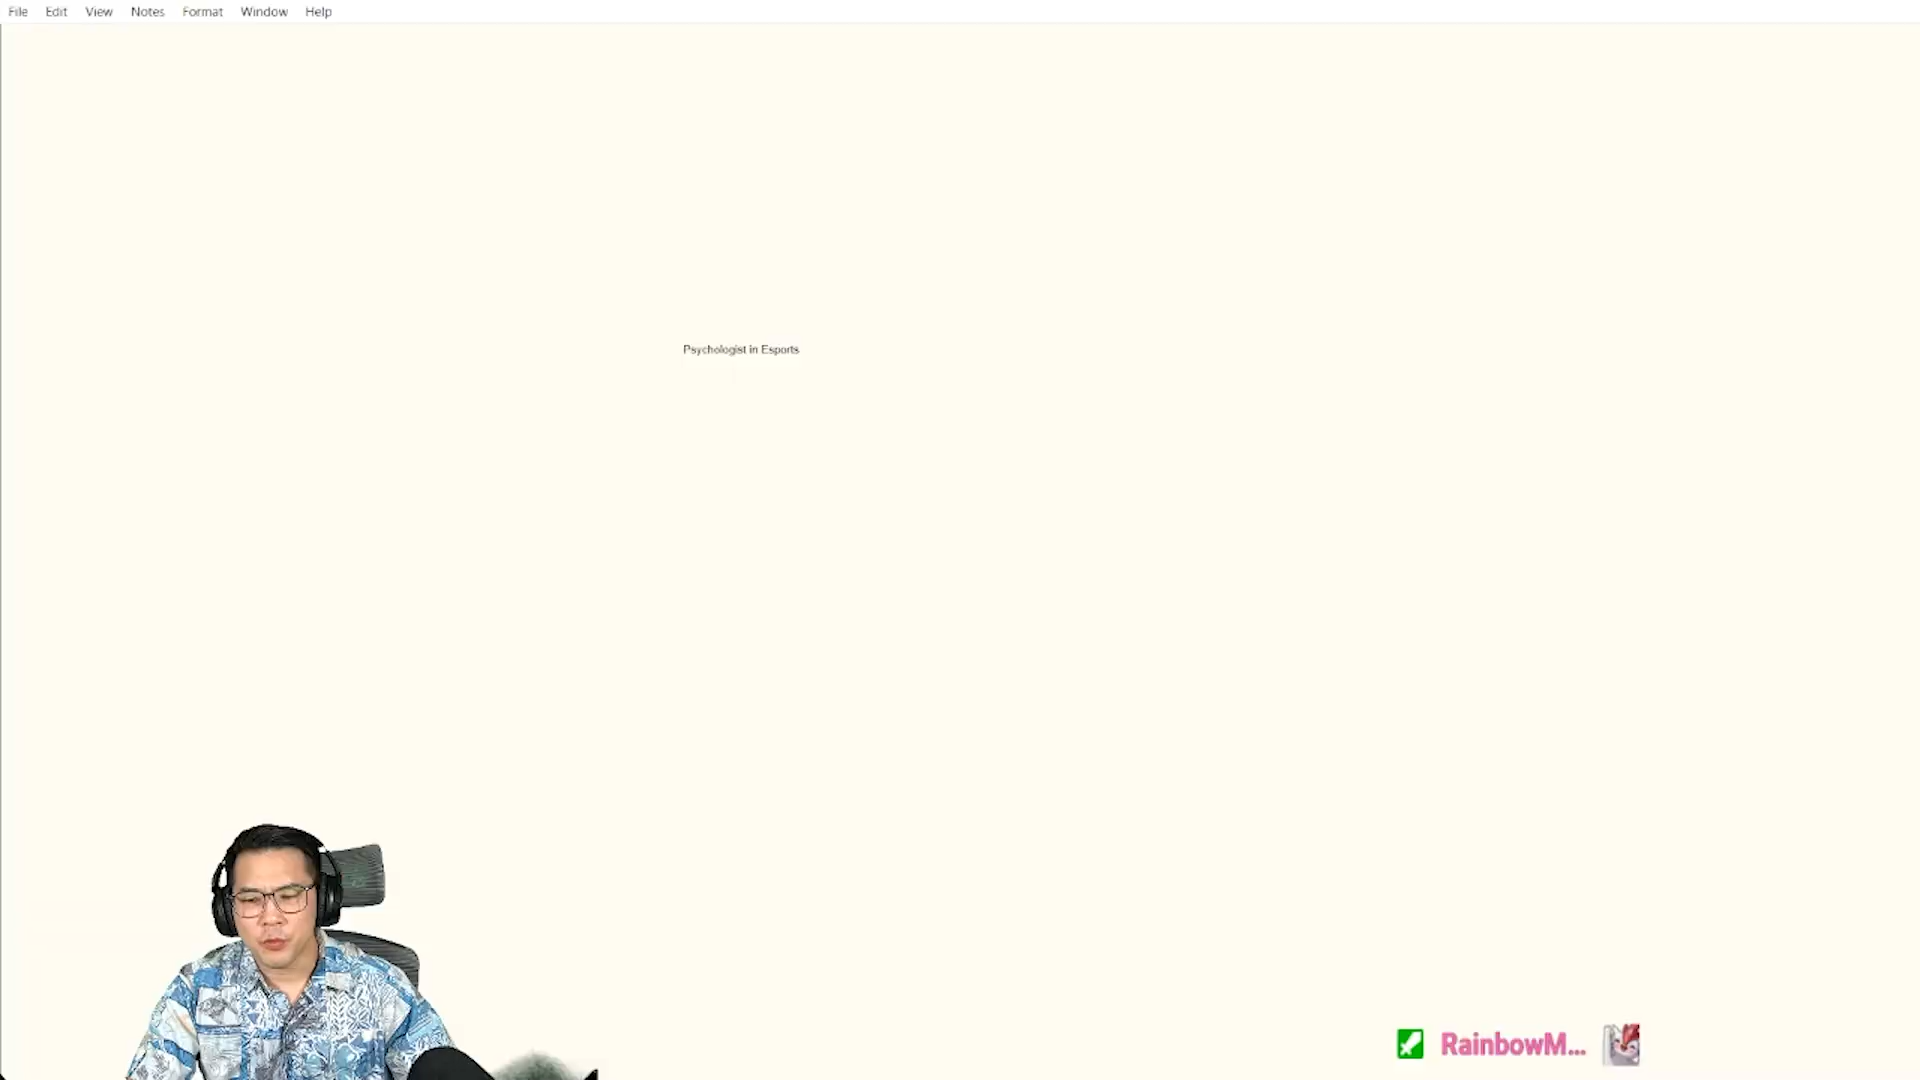 File Edit View Notes Format Window Help
Psychologist in Esports
RainbowM...